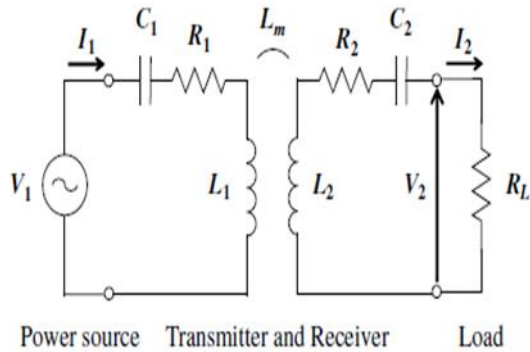 I1 C1 R1 Lm R2 C2 I2
V1 L1 L2 V2 RL
Power source Transmitter and Receiver Load